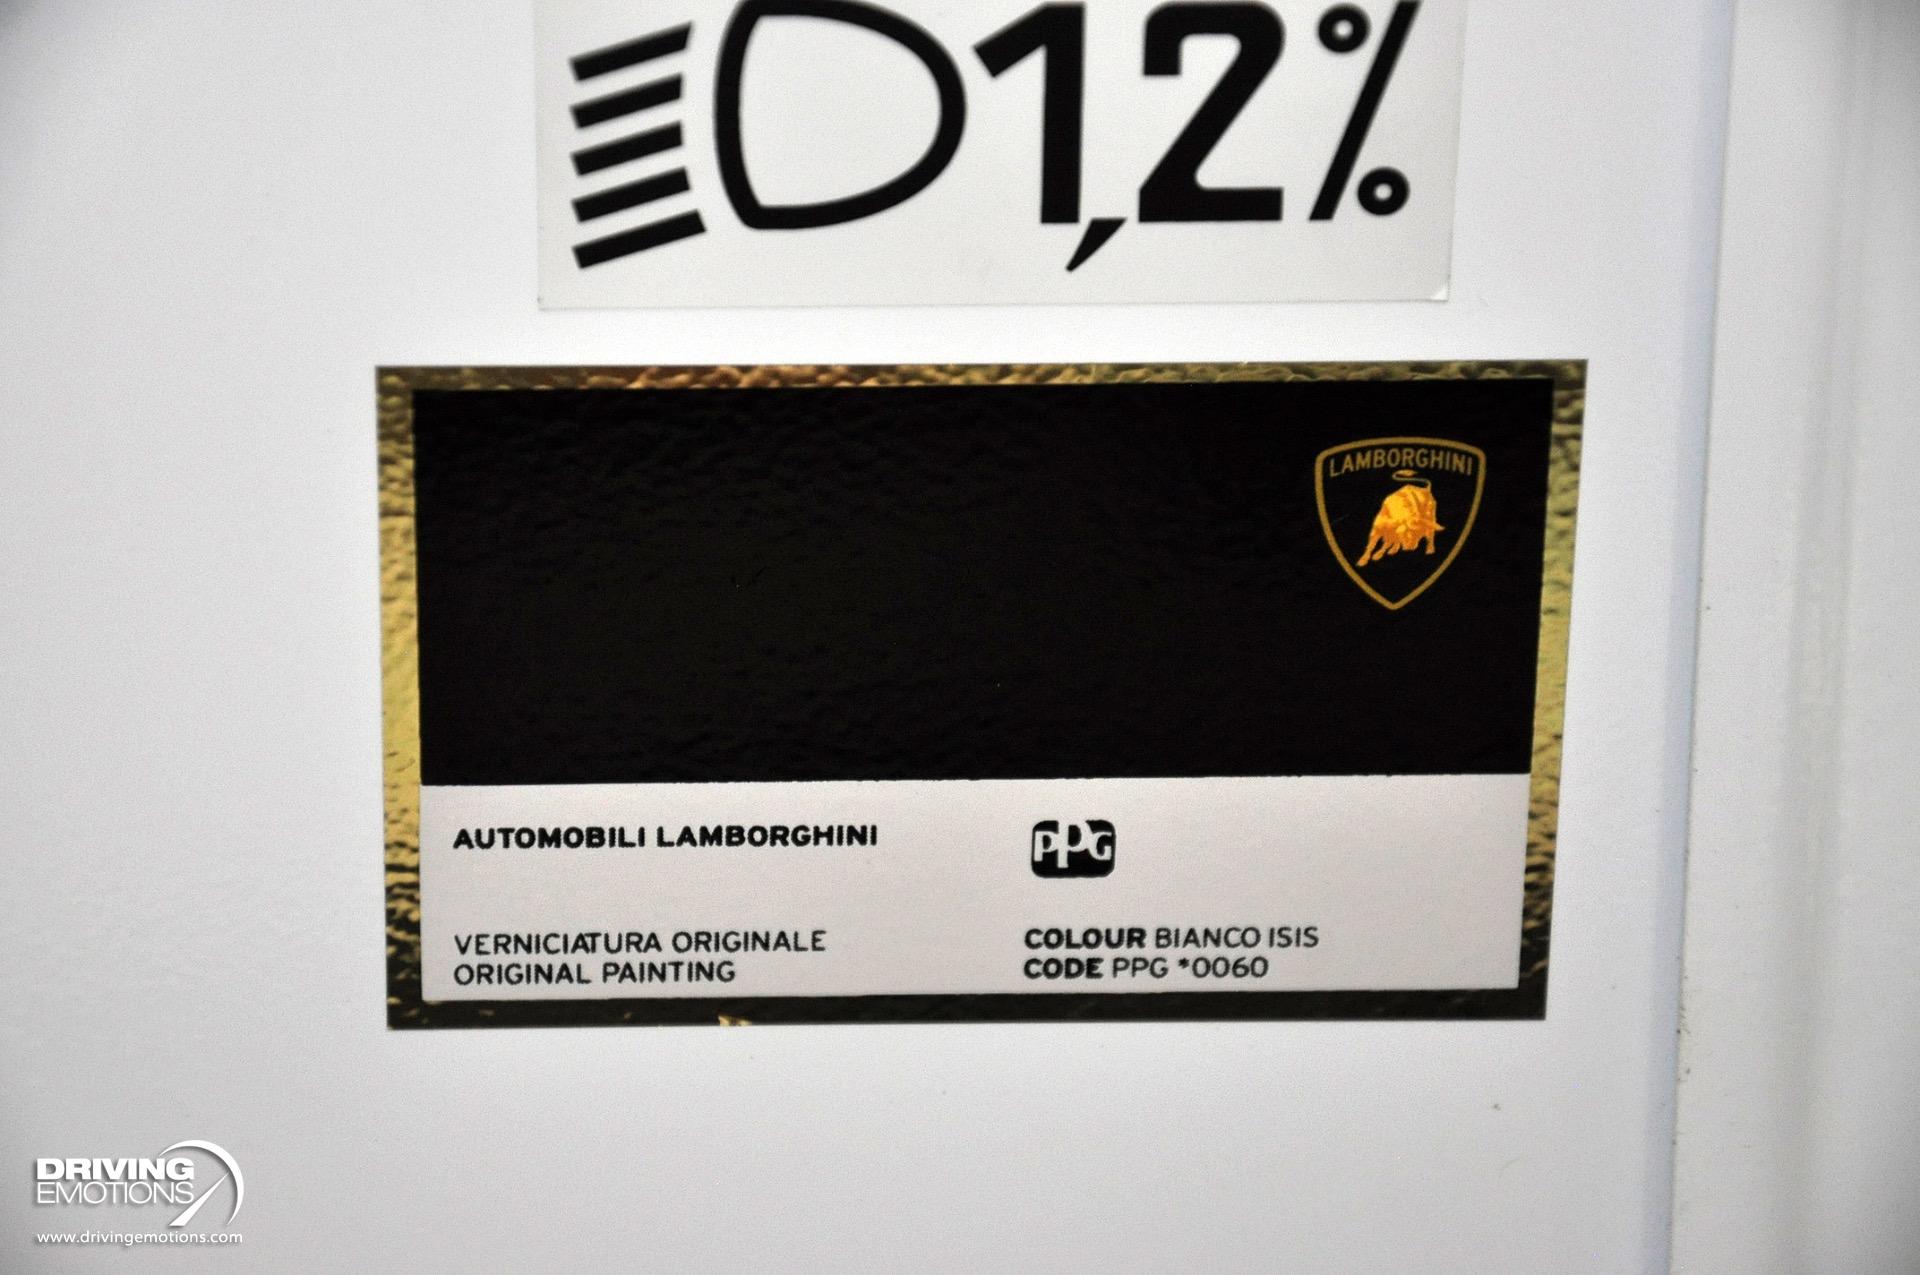 1,2%
LAMBORGHINI
AUTOMOBILI LAMBORGHINI
PPG
VERNICIATURA ORIGINALE
ORIGINAL PAINTING
COLOUR BIANCO ISIS
CODE PPG *0060
DRIVING
EMOTIONS
www.drivingemotions.com